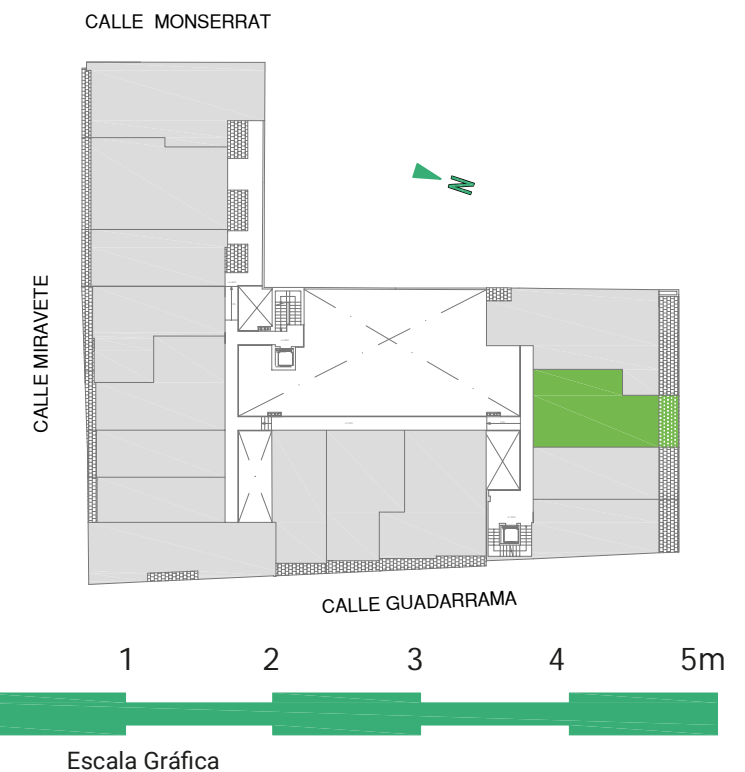 CALLE MONSERRAT
N
CALLE MIRAVETE
CALLE GUADARRAMA
1 2 3 4 5m
Escala Gráfica